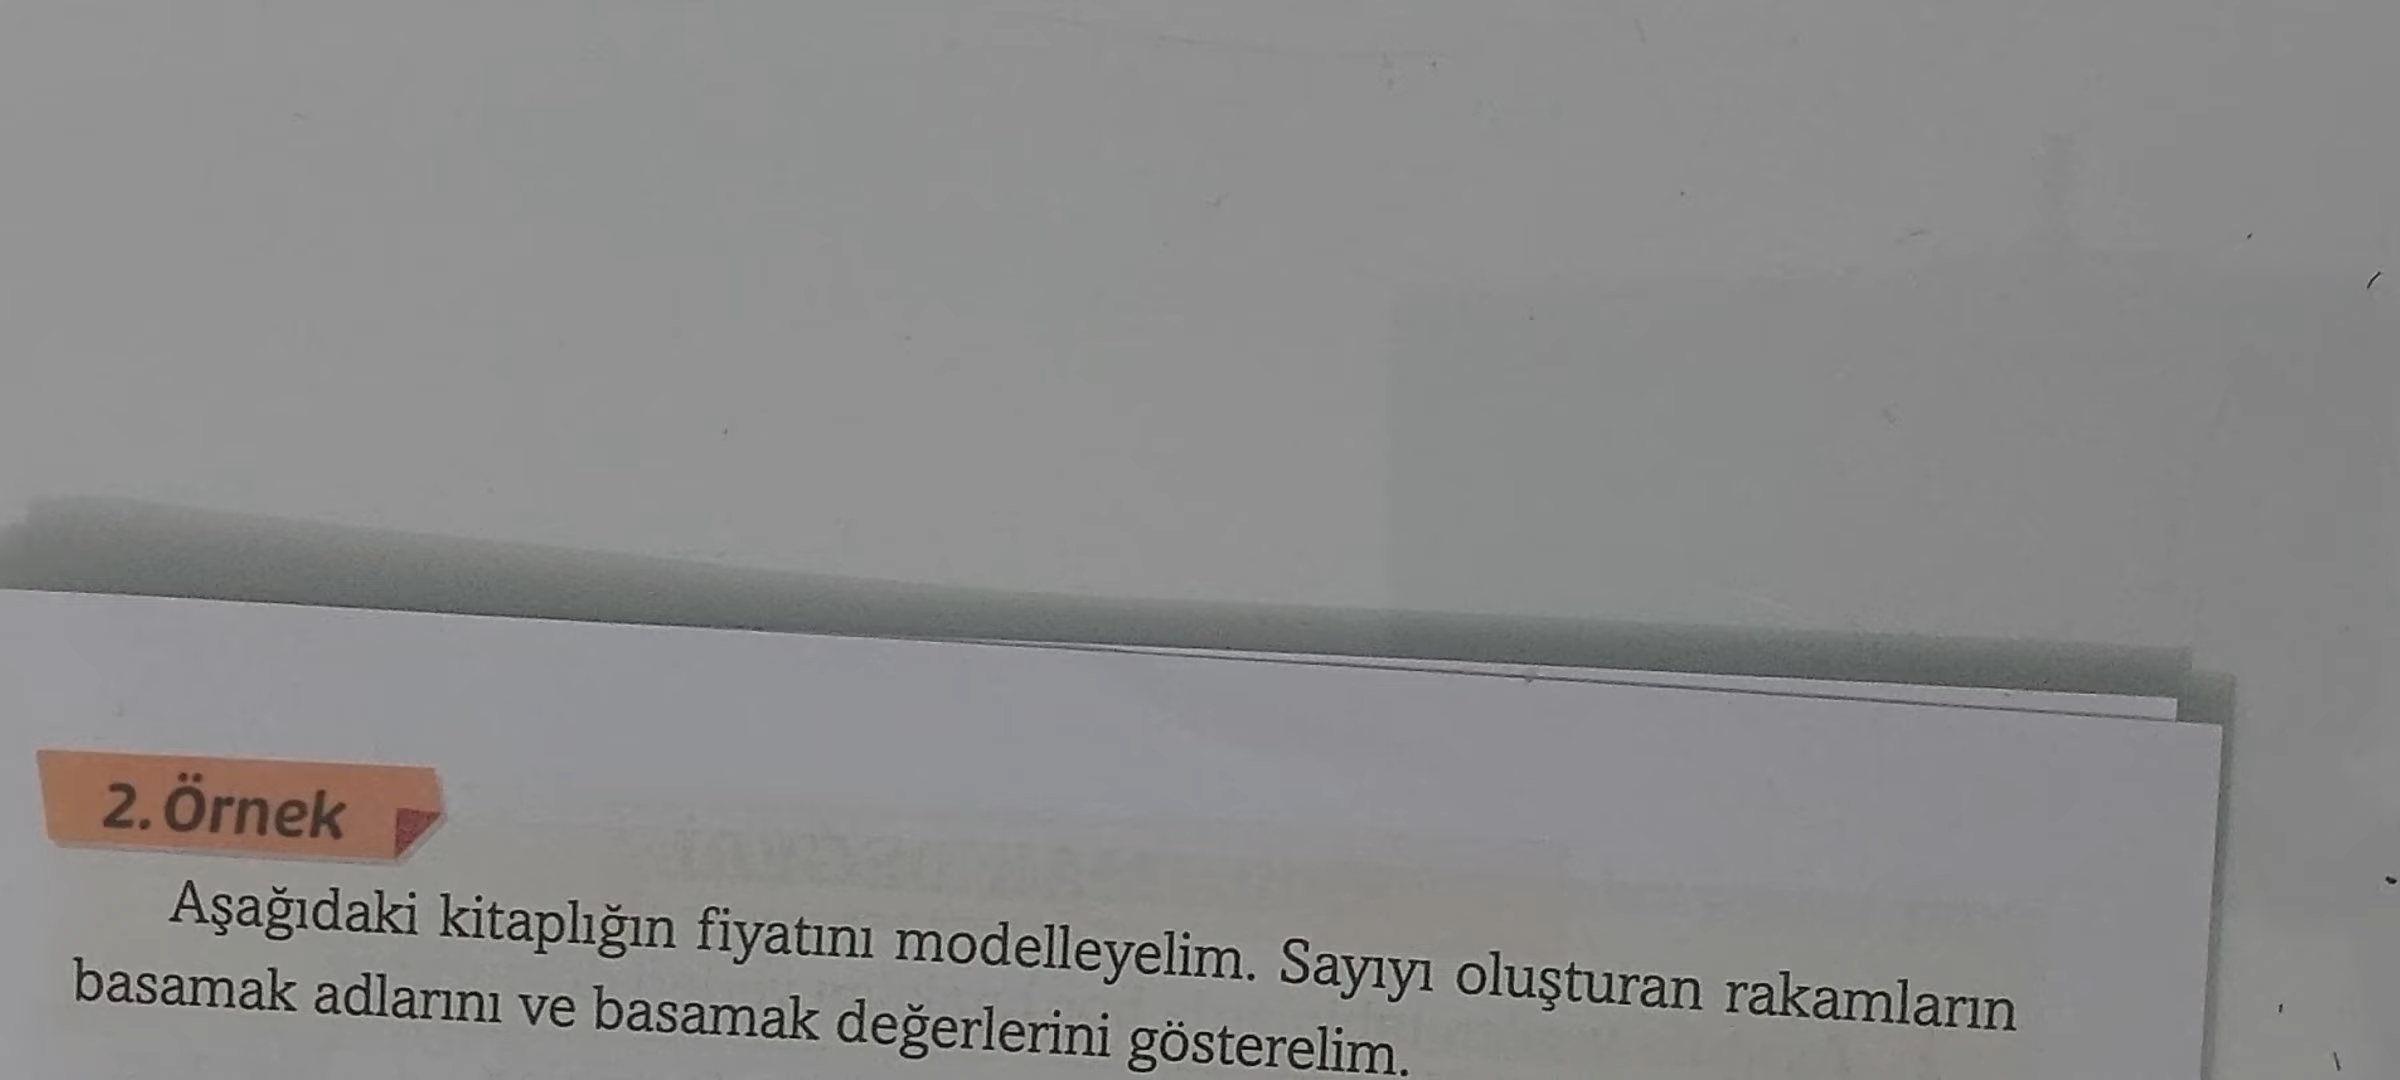 2. Örnek
Aşağıdaki kitaplığın fiyatını modelleyelim. Sayıyı oluşturan rakamların
basamak adlarını ve basamak değerlerini gösterelim.